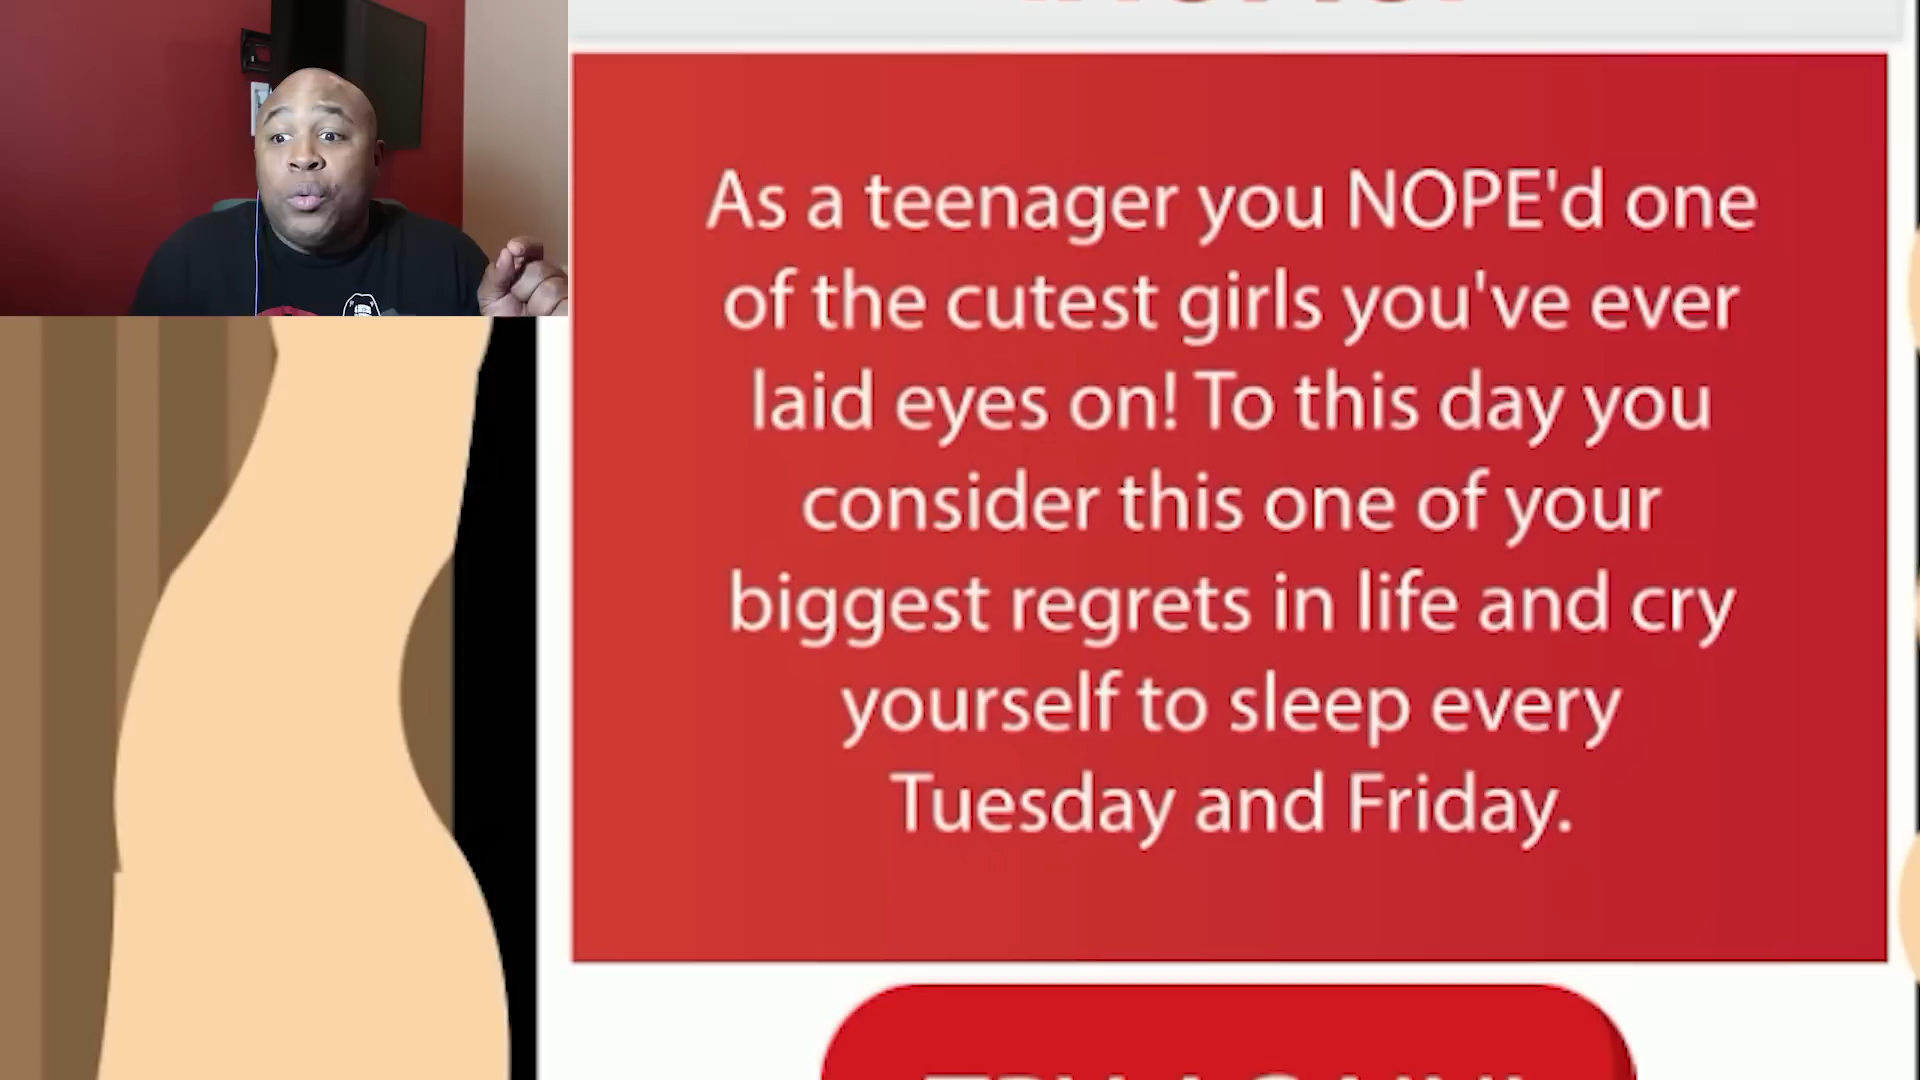 As a teenager you NOPE'd one
of the cutest girls you've ever
laid eyes on! To this day you
consider this one of your
biggest regrets in life and cry
yourself to sleep every
Tuesday and Friday.